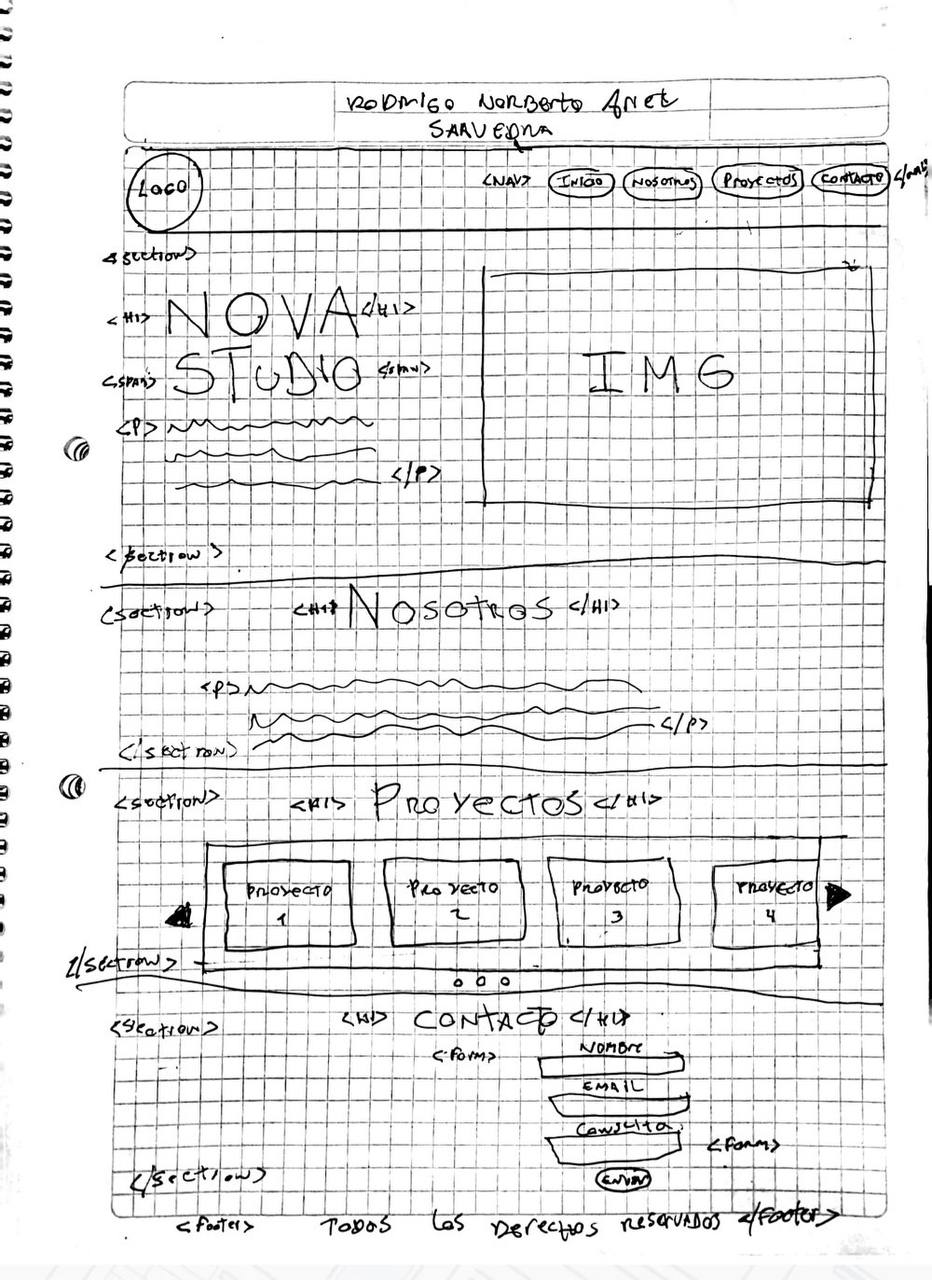 RODRIGO NORBERTO ANEL
SAAVEDRA
LOGO
<NAV> INICIO NOSOTROS PROYECTOS CONTACTO </NAV>
<section>
<H1> NOVA </H1>
<SPAN> STUDIO </SPAN>
<P>
</P>
IMG
<section>
<section> <H1> NOSOTROS </H1>
<P>
</P>
</section>
<section> <H1> PROYECTOS </H1>
PROYECTO 1
PROYECTO 2
PROYECTO 3
PROYECTO 4
</section>
<section> <H1> CONTACTO </H1>
<form> NOMBRE
EMAIL
CONSULTA
<form>
ENVIAR
</section>
<footer> TODOS LOS DERECHOS RESERVADOS </footer>